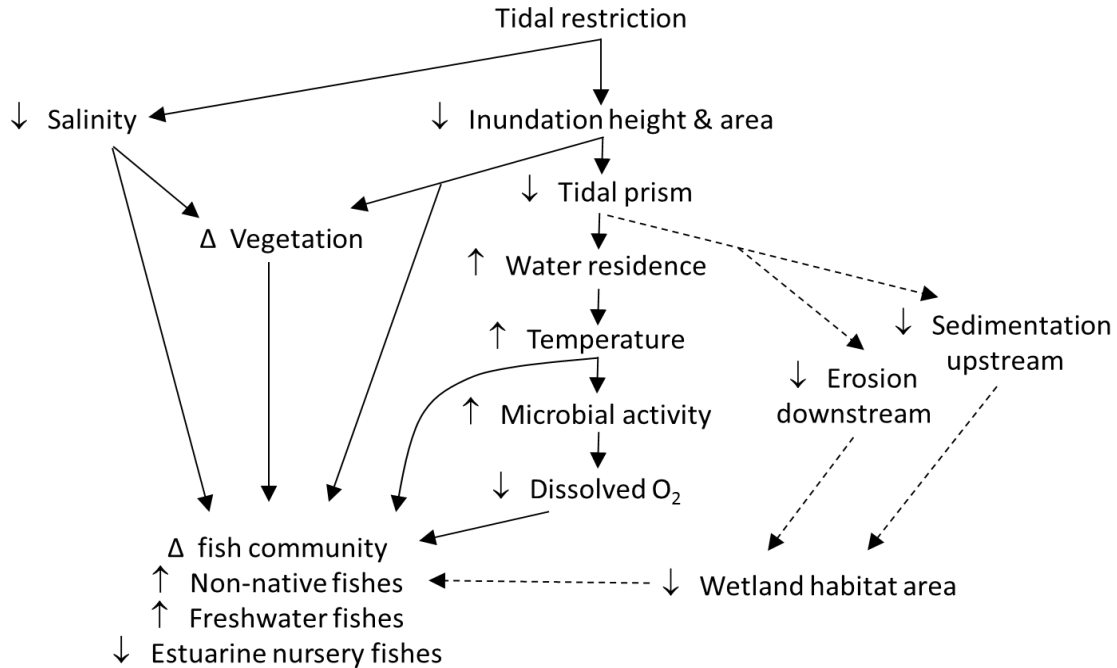 Tidal restriction
↓ Salinity
↓ Inundation height & area
↓ Tidal prism
Δ Vegetation
↑ Water residence
↓ Sedimentation
upstream
↑ Temperature
↓ Erosion
downstream
↑ Microbial activity
↓ Dissolved O₂
Δ fish community
↑ Non-native fishes
↓ Wetland habitat area
↑ Freshwater fishes
↓ Estuarine nursery fishes